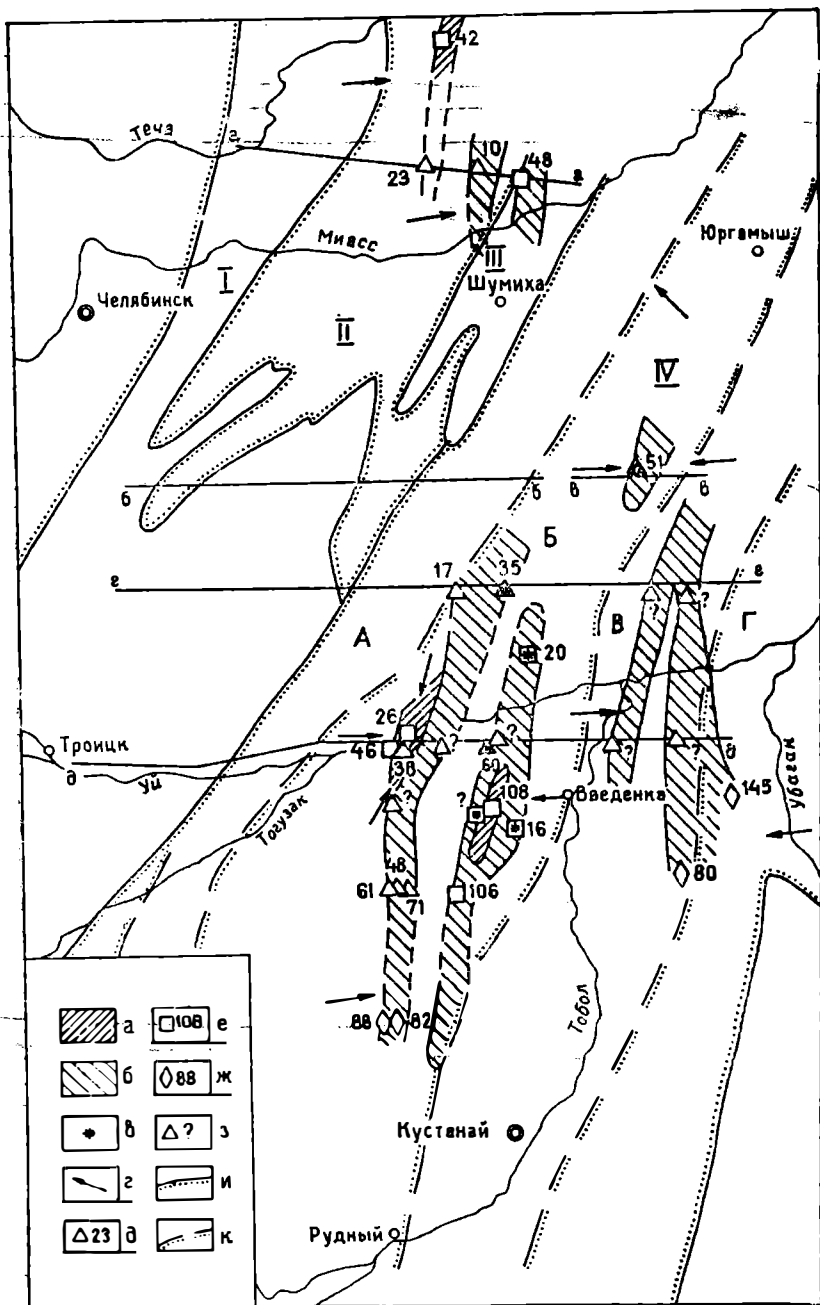 42
Теча
г
23
10
48
г
Миасс
?
III
Юргамыш
Челябинск
I
Шумиха
II
IV
51
б
б
в
в
Б
17
35
г
г
А
В
Г
?
?
20
26
Троицк
46
38
?
60
?
?
?
д
д
Уй
Тогузак
?
?
108
16
Введенка
145
Убаган
48
61
71
106
80
88
82
Тобол
Кустанай
Рудный
а
108 е
б
88 ж
в
? з
г
и
23 д
к